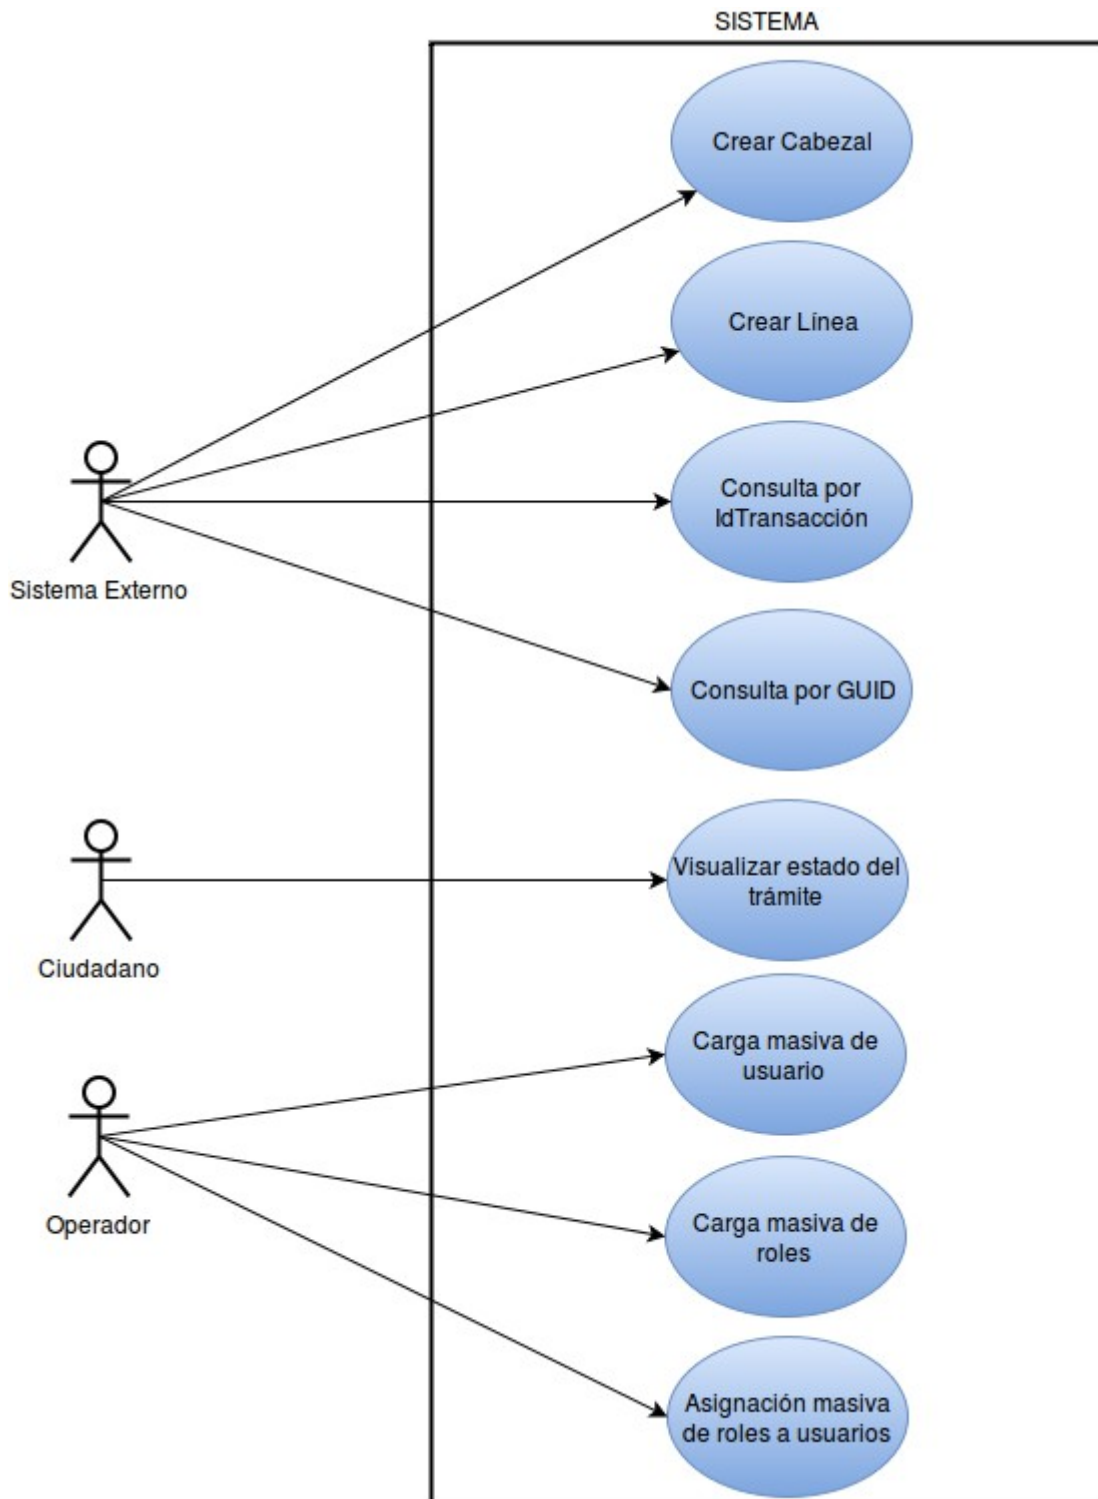 SISTEMA
Crear Cabezal
Crear Línea
Consulta por
IdTransacción
Sistema Externo
Consulta por GUID
Visualizar estado del
trámite
Ciudadano
Carga masiva de
usuario
Operador
Carga masiva de
roles
Asignación masiva
de roles a usuarios